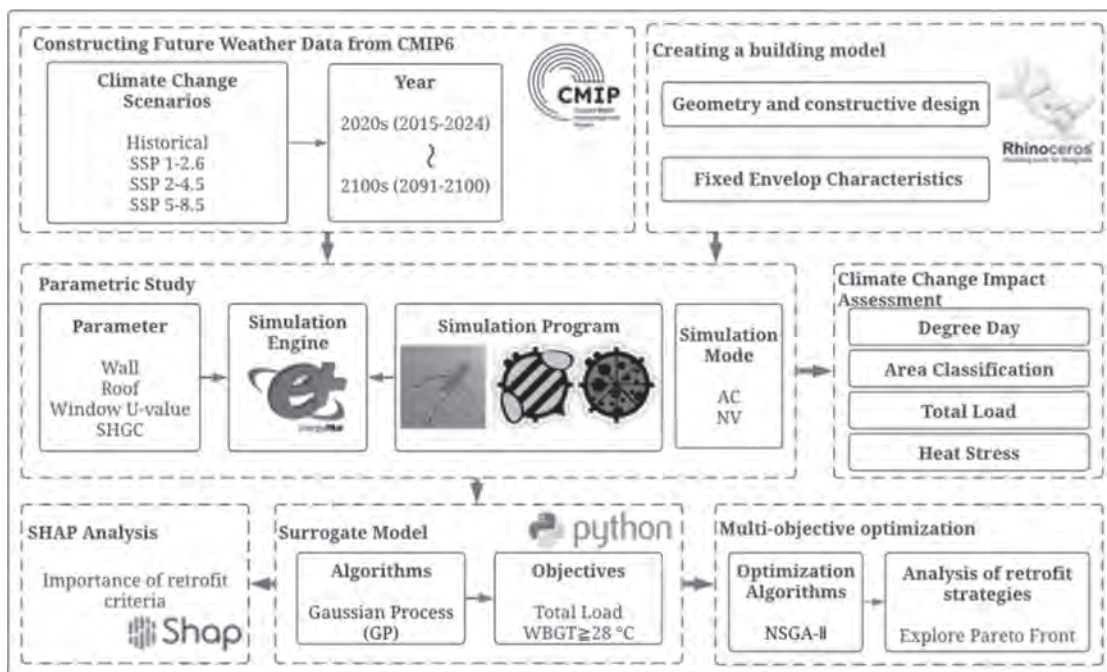 Constructing Future Weather Data from CMIP6
Climate Change
Scenarios
Historical
SSP 1-2.6
SSP 2-4.5
SSP 5-8.5
Year
2020s (2015-2024)
2100s (2091-2100)
CMIP
Creating a building model
Geometry and constructive design
Fixed Envelop Characteristics
Rhinoceros
Parametric Study
Parameter
Wall
Roof
Window U-value
SHGC
Simulation
Engine
Simulation Program
Simulation
Mode
AC
NV
Climate Change Impact
Assessment
Degree Day
Area Classification
Total Load
Heat Stress
SHAP Analysis
Importance of retrofit
criteria
Shap
Surrogate Model
python
Algorithms
Gaussian Process
(GP)
Objectives
Total Load
WBGT≧28 °C
Multi-objective optimization
Optimization
Algorithms
NSGA-Ⅱ
Analysis of retrofit
strategies
Explore Pareto Front